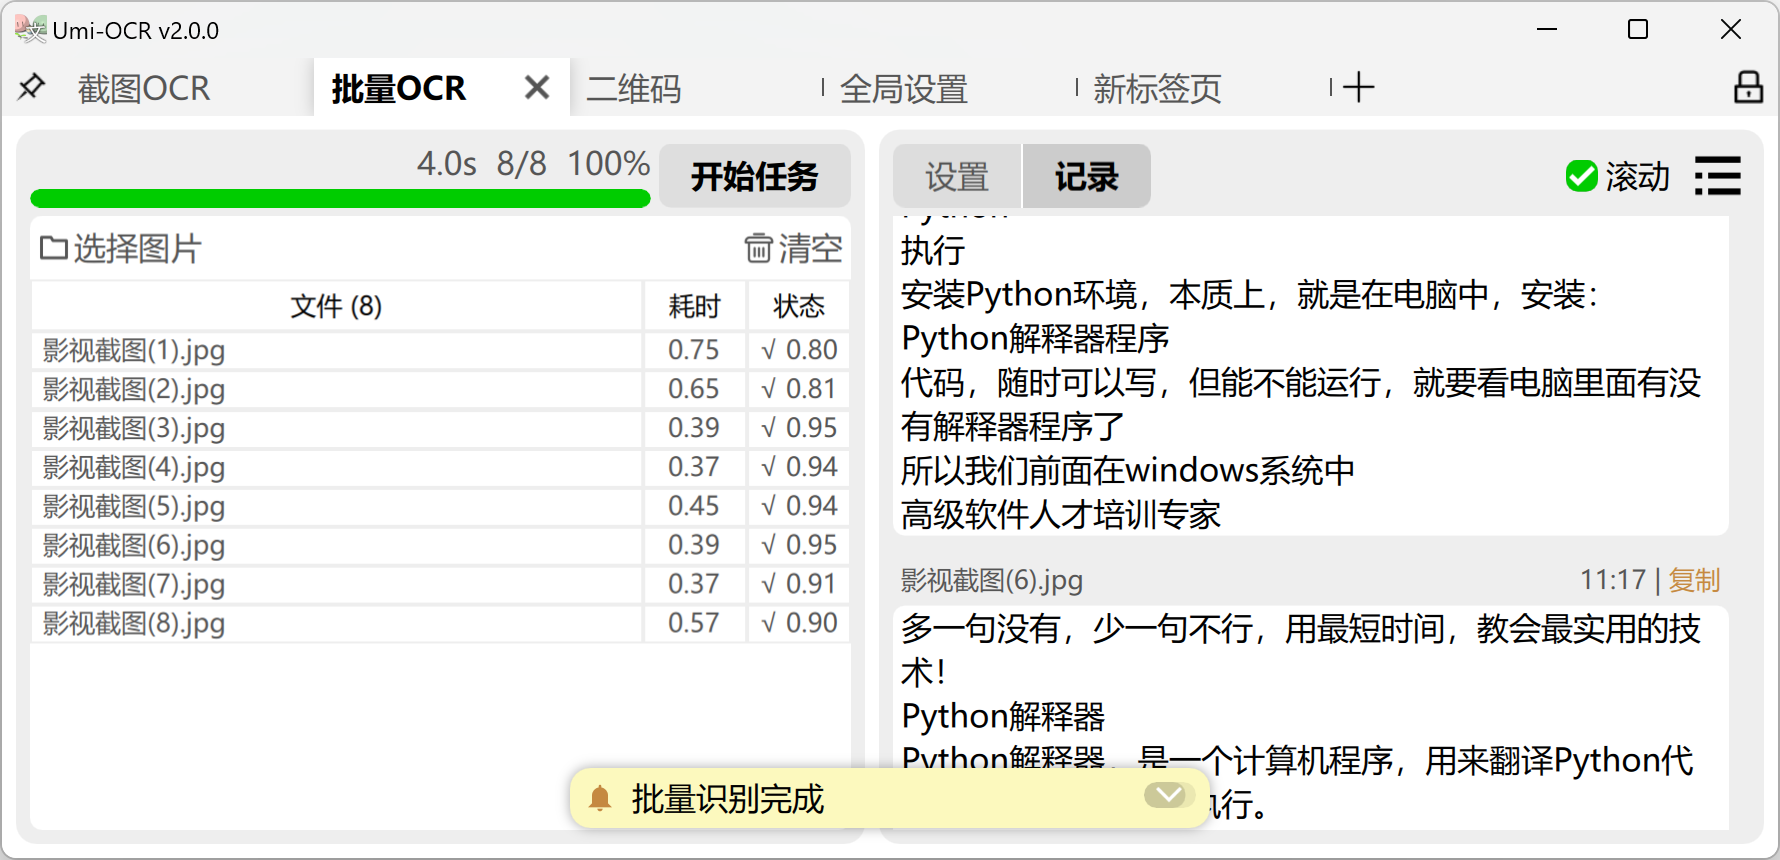 Umi-OCR v2.0.0
截图OCR
批量OCR
二维码
全局设置
新标签页
4.0s 8/8 100%
开始任务
选择图片
清空
文件 (8) 耗时 状态
影视截图(1).jpg 0.75 √ 0.80
影视截图(2).jpg 0.65 √ 0.81
影视截图(3).jpg 0.39 √ 0.95
影视截图(4).jpg 0.37 √ 0.94
影视截图(5).jpg 0.45 √ 0.94
影视截图(6).jpg 0.39 √ 0.95
影视截图(7).jpg 0.37 √ 0.91
影视截图(8).jpg 0.57 √ 0.90
设置
记录
滚动
Python
执行
安装Python环境，本质上，就是在电脑中，安装：
Python解释器程序
代码，随时可以写，但能不能运行，就要看电脑里面有没
有解释器程序了
所以我们前面在windows系统中
高级软件人才培训专家
影视截图(6).jpg
11:17 | 复制
多一句没有，少一句不行，用最短时间，教会最实用的技
术！
Python解释器
Python解释器，是一个计算机程序，用来翻译Python代
执行。
批量识别完成